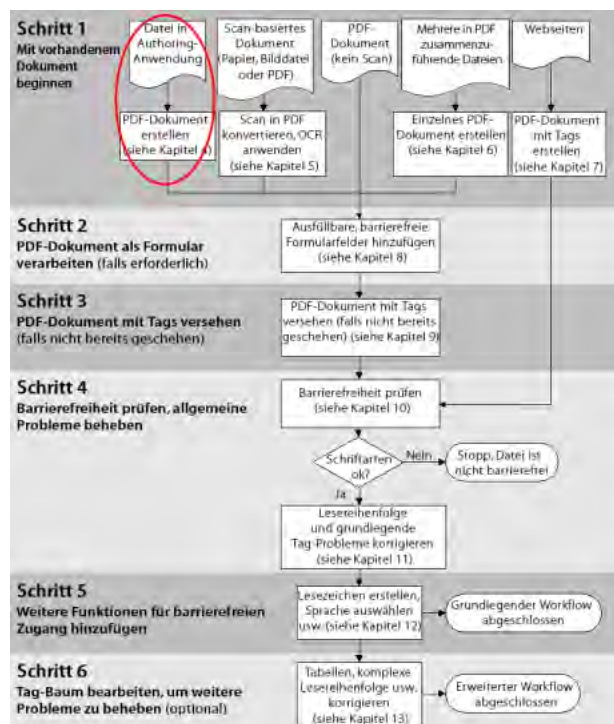 Schritt 1
Mit vorhandenem
Dokument
beginnen
Datei in
Authoring-
Anwendung
Scan-basiertes
Dokument
(Papier, Bilddatei
oder PDF)
PDF-
Dokument
(kein Scan)
Mehrere in PDF
zusammenzu-
führende Dateien
Webseiten
PDF-Dokument
erstellen
(siehe Kapitel 4)
Scan in PDF
konvertieren, OCR
anwenden
(siehe Kapitel 5)
Einzelnes PDF-
Dokument erstellen
(siehe Kapitel 6)
PDF-Dokument
mit Tags
erstellen
(siehe Kapitel 7)
Schritt 2
PDF-Dokument als Formular
verarbeiten (falls erforderlich)
Ausfüllbare, barrierefreie
Formularfelder hinzufügen
(siehe Kapitel 8)
Schritt 3
PDF-Dokument mit Tags versehen
(falls nicht bereits geschehen)
PDF-Dokument mit Tags
versehen (falls nicht bereits
geschehen) (siehe Kapitel 9)
Schritt 4
Barrierefreiheit prüfen, allgemeine
Probleme beheben
Barrierefreiheit prüfen
(siehe Kapitel 10)
Schriftarten
ok?
Nein
Stopp, Datei ist
nicht barrierefrei
Ja
Lesereihenfolge
und grundlegende
Tag-Probleme korrigieren
(siehe Kapitel 11)
Schritt 5
Weitere Funktionen für barrierefreien
Zugang hinzufügen
Lesezeichen erstellen,
Sprache auswählen
usw. (siehe Kapitel 12)
Grundlegender Workflow
abgeschlossen
Schritt 6
Tag-Baum bearbeiten, um weitere
Probleme zu beheben (optional)
Tabellen, komplexe
Lesereihenfolge usw.
korrigieren
(siehe Kapitel 13)
Erweiterter Workflow
abgeschlossen